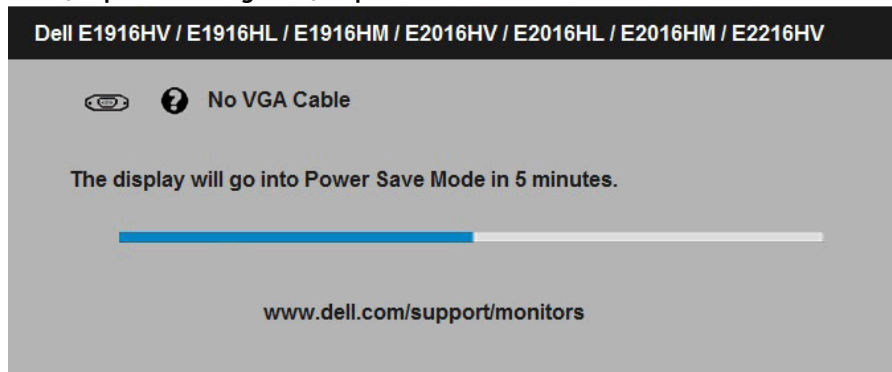 Dell E1916HV / E1916HL / E1916HM / E2016HV / E2016HL / E2016HM / E2216HV
No VGA Cable
The display will go into Power Save Mode in 5 minutes.
www.dell.com/support/monitors